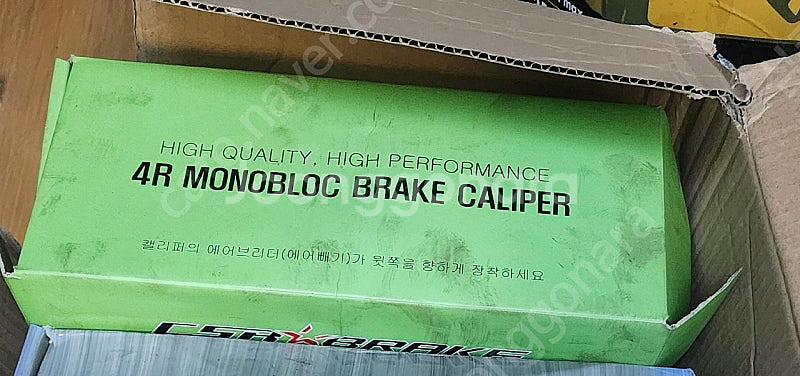 HIGH QUALITY, HIGH PERFORMANCE
4R MONOBLOC BRAKE CALIPER
캘리퍼의 에어브리더(에어빼기)가 윗쪽을 향하게 장착하세요
BRAKE